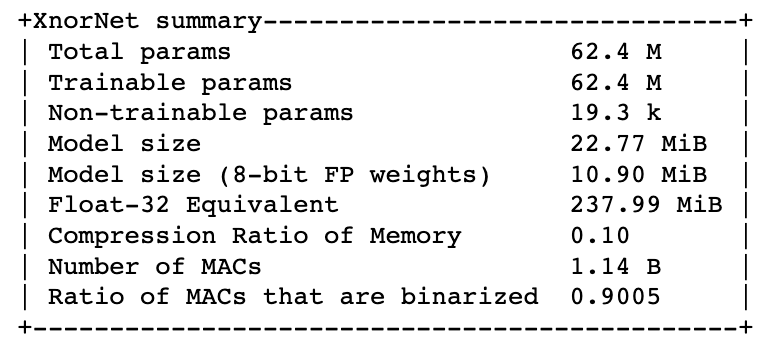 +XnorNet summary-------------------------------+
| Total params                      62.4 M     |
| Trainable params                  62.4 M     |
| Non-trainable params              19.3 k     |
| Model size                        22.77 MiB  |
| Model size (8-bit FP weights)     10.90 MiB  |
| Float-32 Equivalent               237.99 MiB |
| Compression Ratio of Memory       0.10       |
| Number of MACs                    1.14 B     |
| Ratio of MACs that are binarized  0.9005     |
+----------------------------------------------+